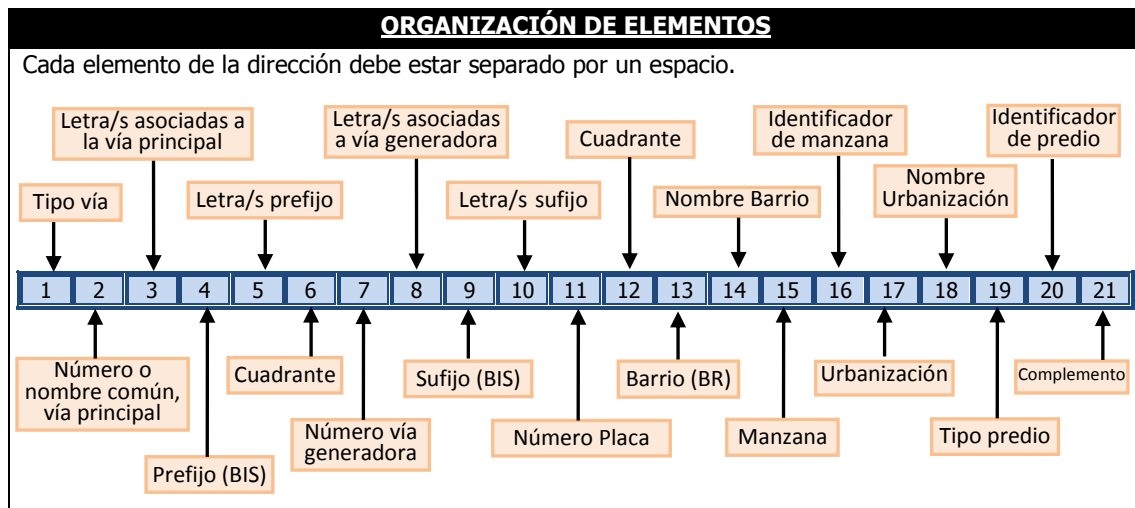 ORGANIZACIÓN DE ELEMENTOS
Cada elemento de la dirección debe estar separado por un espacio.
Letra/s asociadas a
la vía principal
Letra/s asociadas
a vía generadora
Identificador
de manzana
Identificador
de predio
Cuadrante
Nombre
Urbanización
Tipo vía
Letra/s prefijo
Letra/s sufijo
Nombre Barrio
1 2 3 4 5 6 7 8 9 10 11 12 13 14 15 16 17 18 19 20 21
Número o
nombre común,
vía principal
Cuadrante
Sufijo (BIS)
Barrio (BR)
Urbanización
Complemento
Número vía
generadora
Número Placa
Manzana
Tipo predio
Prefijo (BIS)